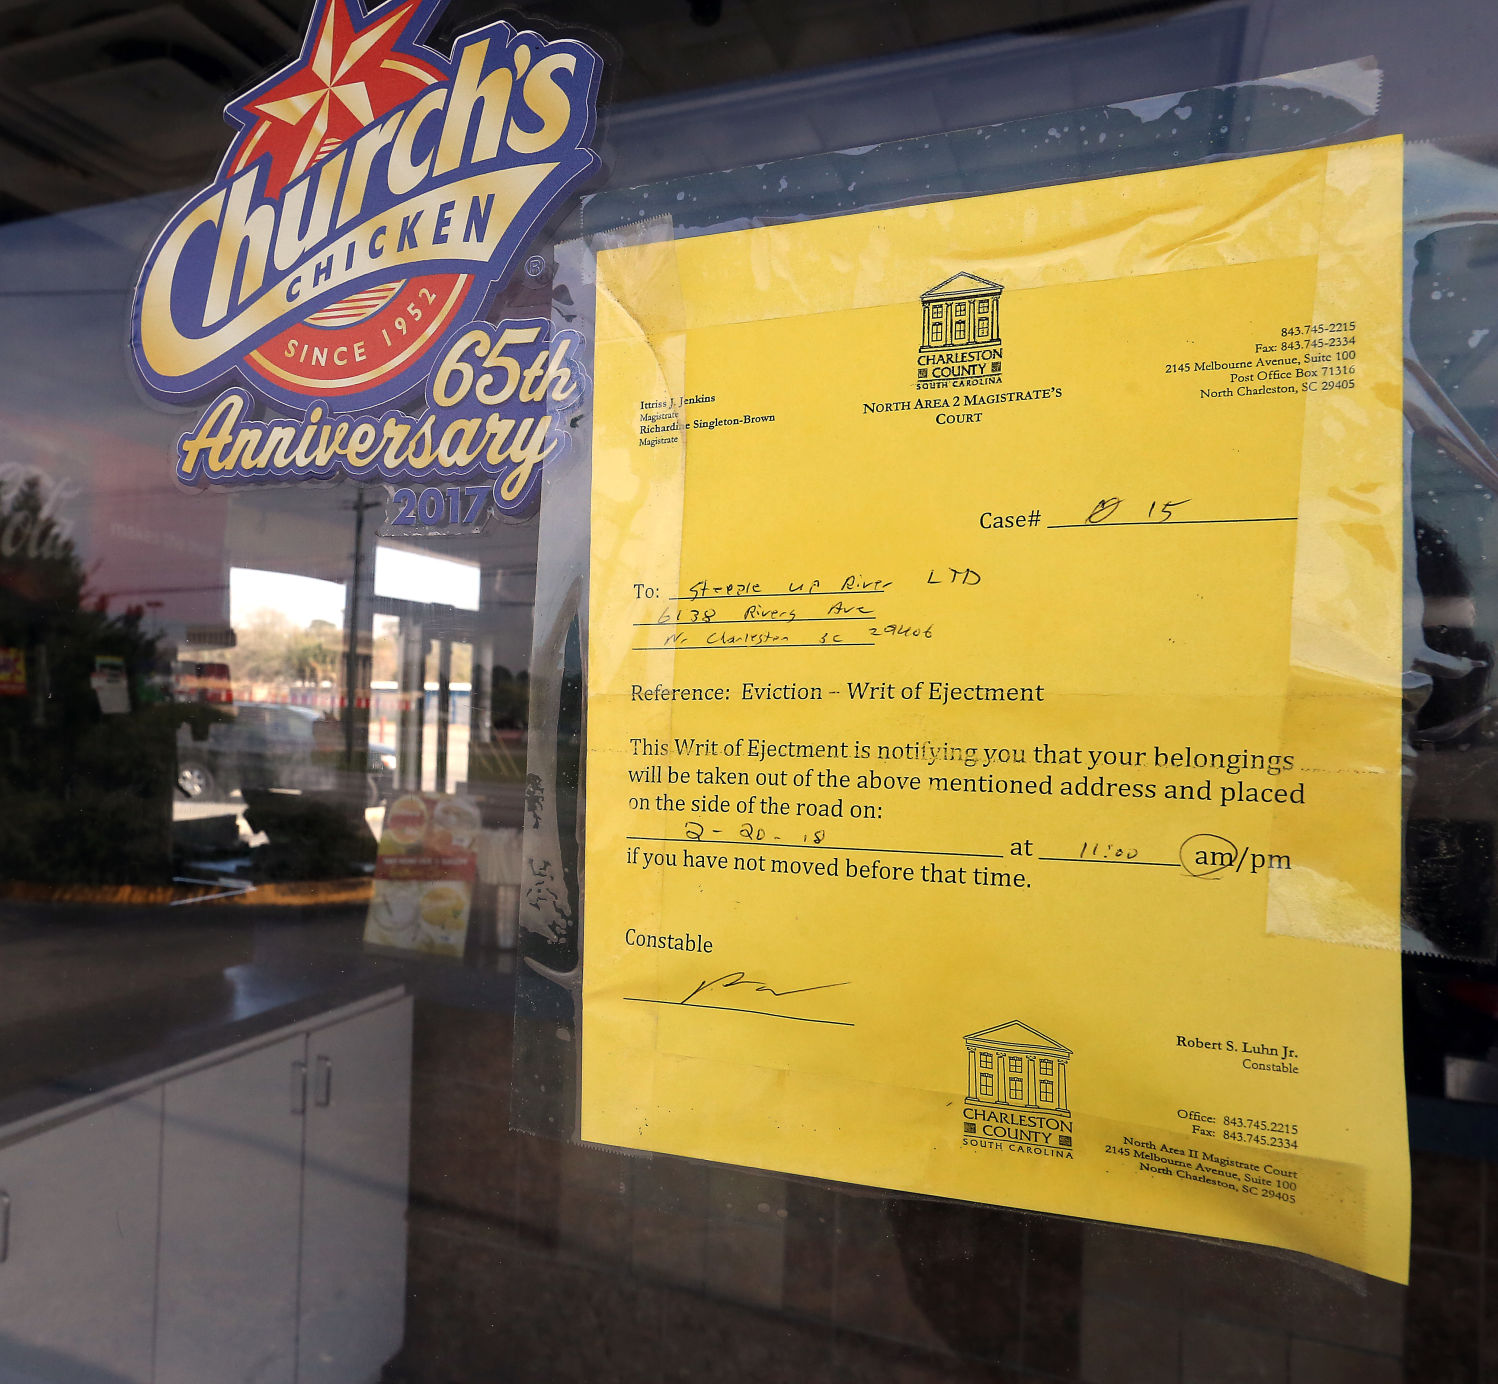 Church's
CHICKEN
®
SINCE 1952
65th
Anniversary
2017
CHARLESTON
COUNTY
SOUTH CAROLINA
NORTH AREA 2 MAGISTRATE'S
COURT
843.745-2215
Fax: 843.745-2334
2145 Melbourne Avenue, Suite 100
Post Office Box 71316
North Charleston, SC 29405
Ittriss J. Jenkins
Magistrate
Richardine Singleton-Brown
Magistrate
Case# 15
To: Steeple up River LTD
6138 Rivers Ave
No Charleston SC 29406
Reference: Eviction – Writ of Ejectment
This Writ of Ejectment is notifying you that your belongings
will be taken out of the above mentioned address and placed
on the side of the road on:
2-20-18 at 11:00 am/pm
if you have not moved before that time.
Constable
Robert S. Luhn Jr.
Constable
CHARLESTON
COUNTY
SOUTH CAROLINA
Office: 843.745.2215
Fax: 843.745.2334
North Area II Magistrate Court
2145 Melbourne Avenue, Suite 100
North Charleston, SC 29405